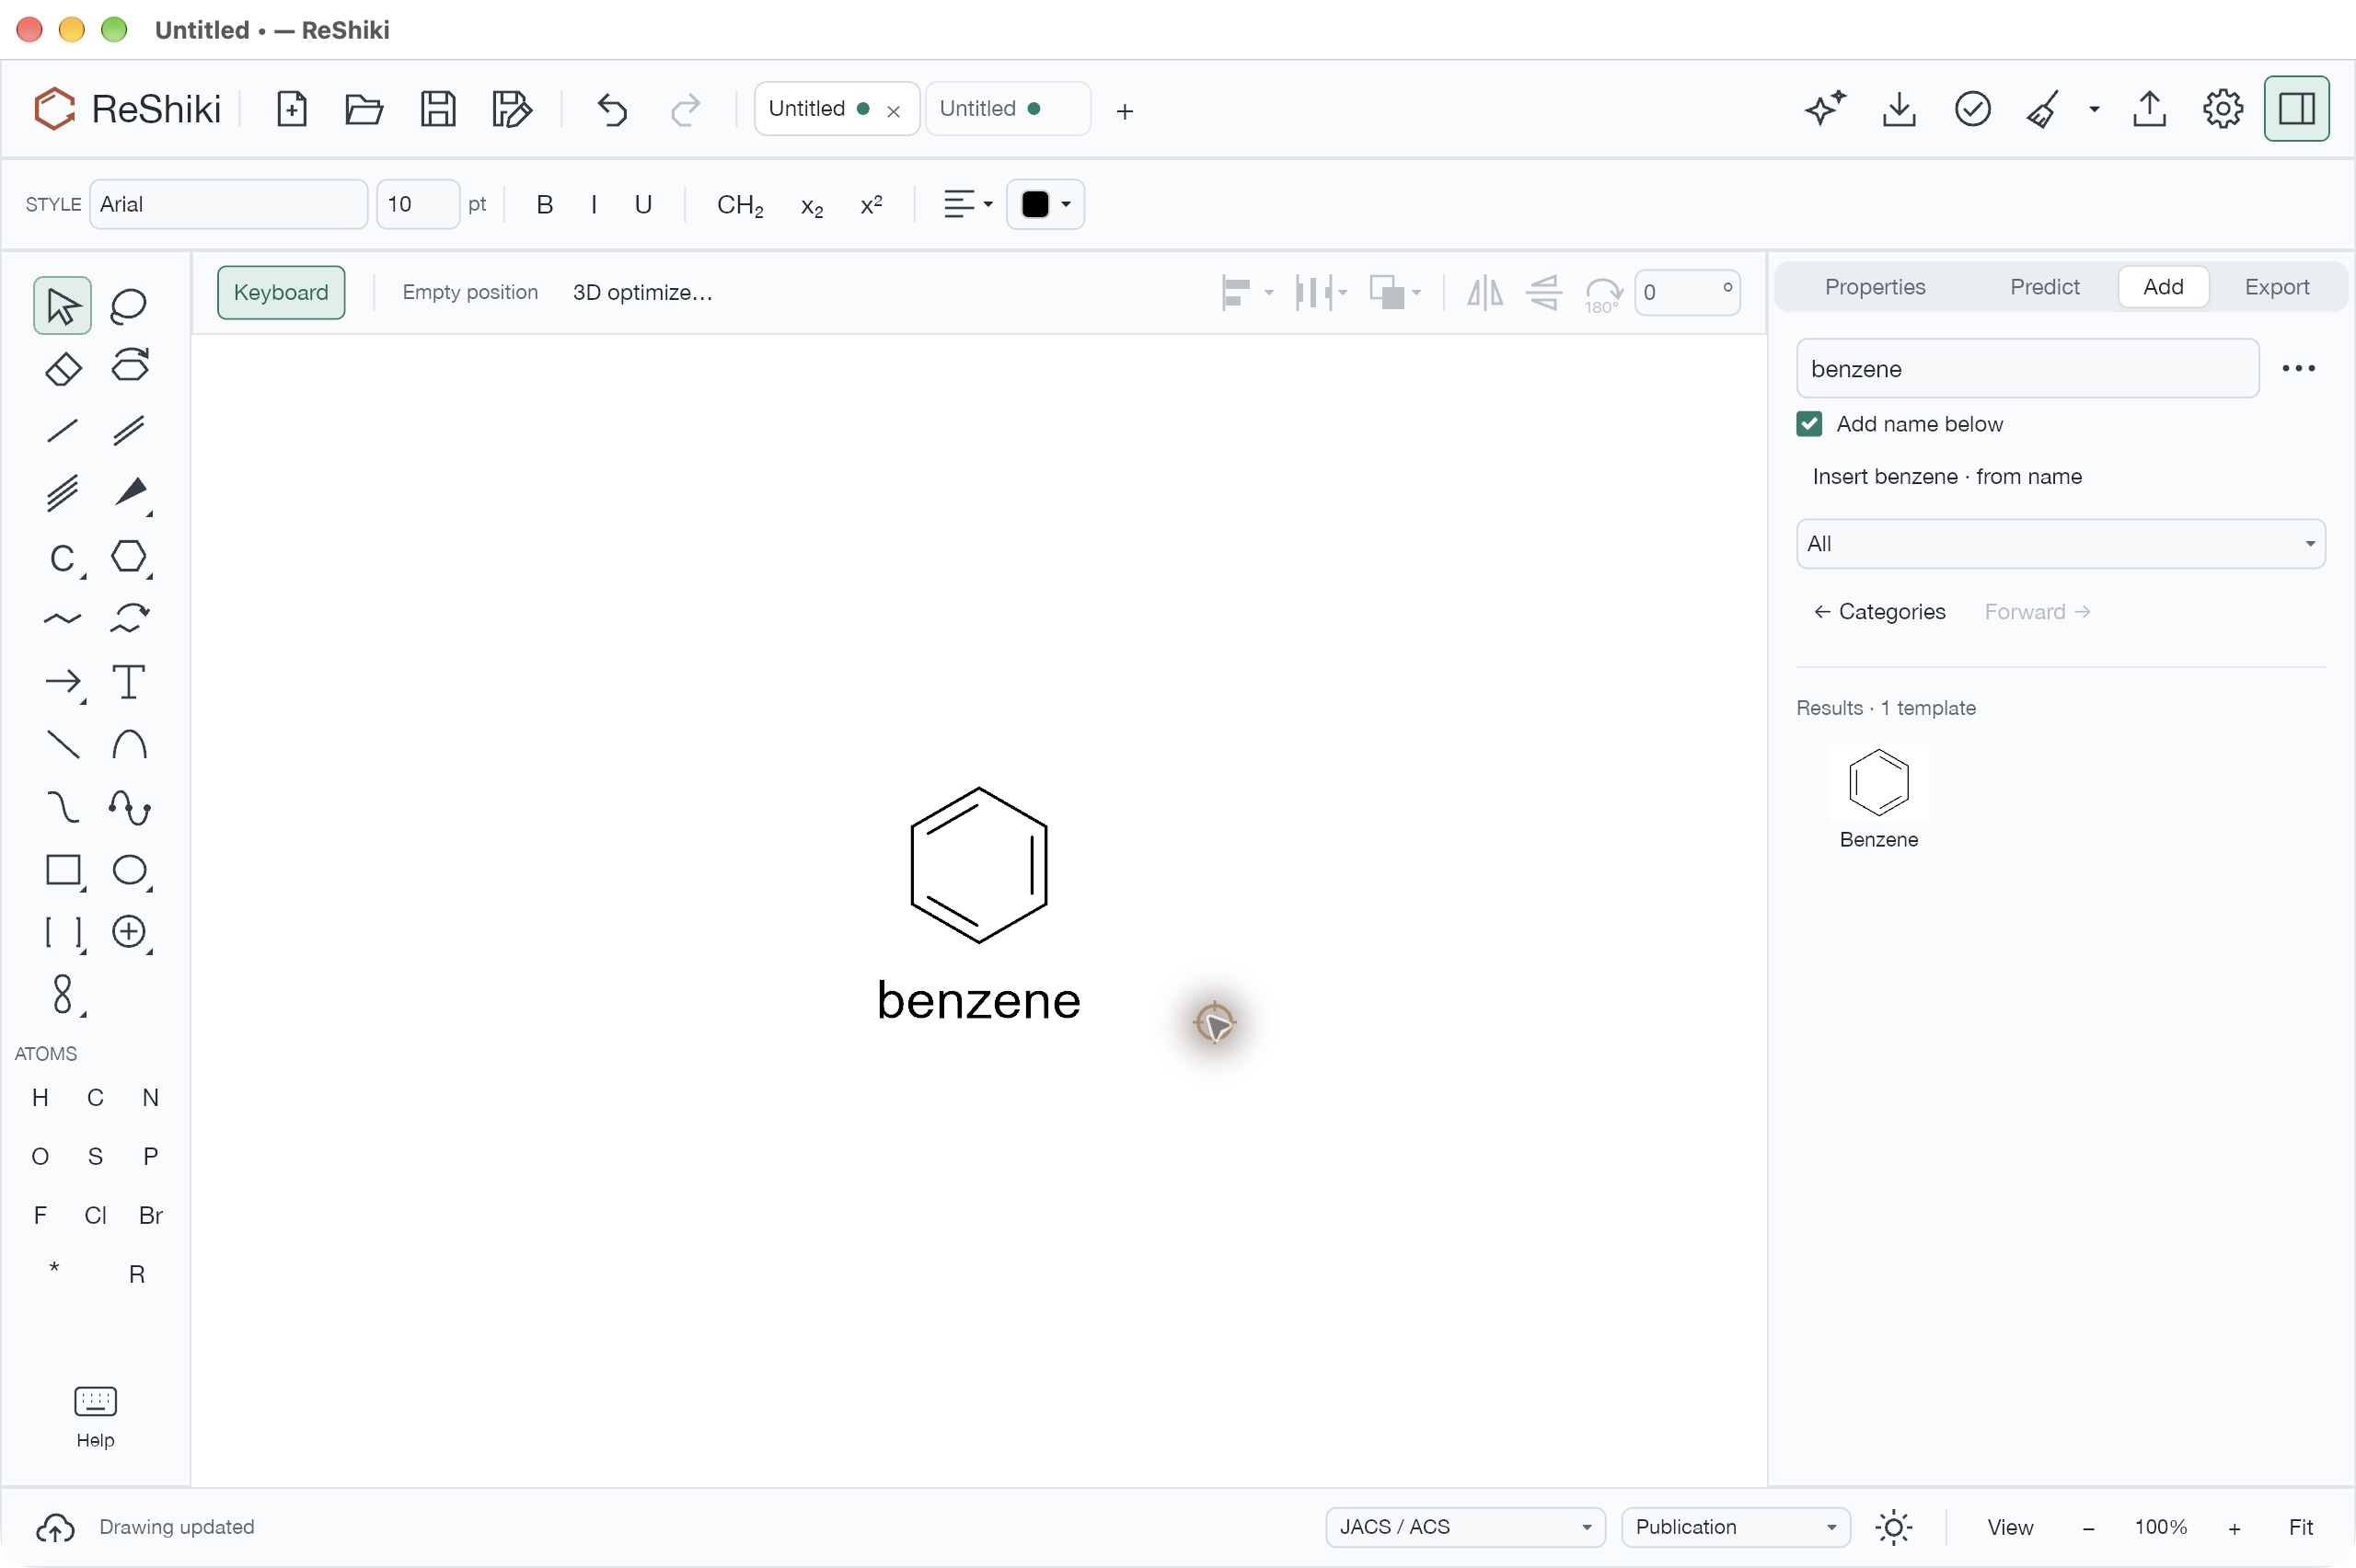 Untitled • — ReShiki
ReShiki
Untitled
Untitled
STYLE Arial 10 pt B I U CH₂ x₂ x²
Keyboard Empty position 3D optimize...
180° 0 °
Properties Predict Add Export
benzene
Add name below
Insert benzene · from name
All
← Categories Forward →
Results · 1 template
Benzene
C
T
benzene
ATOMS
H C N
O S P
F Cl Br
* R
Help
Drawing updated
JACS / ACS Publication View – 100% + Fit